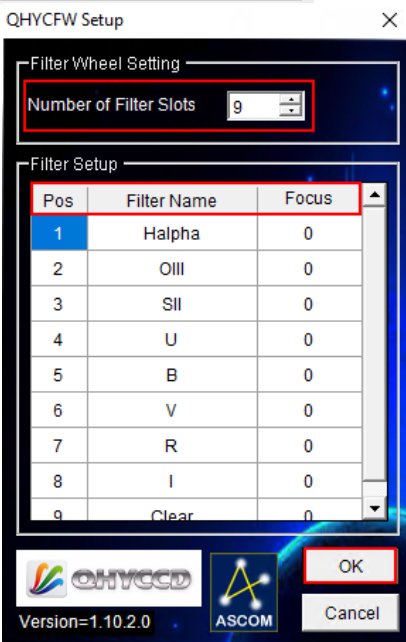 QHYCFW Setup
Filter Wheel Setting
Number of Filter Slots 9
Filter Setup
Pos Filter Name Focus
1 Halpha 0
2 OIII 0
3 SII 0
4 U 0
5 B 0
6 V 0
7 R 0
8 I 0
9 Clear 0
QHYCCD
ASCOM
OK
Version=1.10.2.0
Cancel